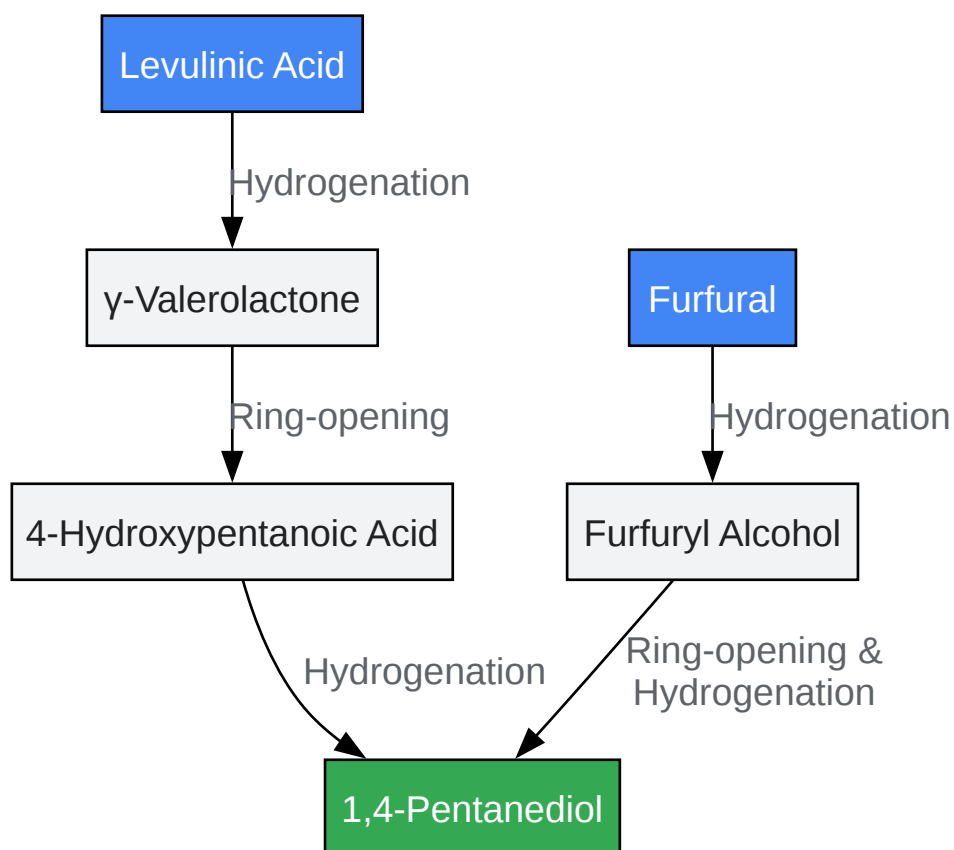 Levulinic Acid
Hydrogenation
γ-Valerolactone
Furfural
Ring-opening
Hydrogenation
4-Hydroxypentanoic Acid
Furfuryl Alcohol
Hydrogenation
Ring-opening &
Hydrogenation
1,4-Pentanediol